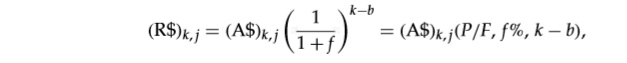 (R$)k,j = (A$)k,j (1/(1+f))^k−b = (A$)k,j(P/F, f%, k − b),